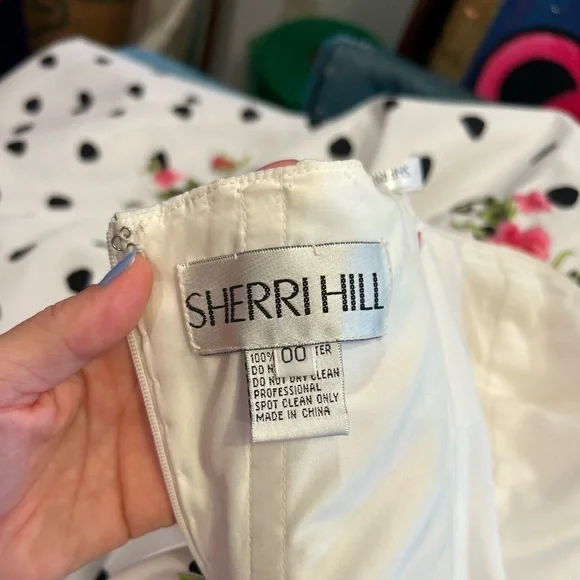 SHERRI HILL
00
100% TER
DO N
DO NOT DRY CLEAN
PROFESSIONAL
SPOT CLEAN ONLY
MADE IN CHINA